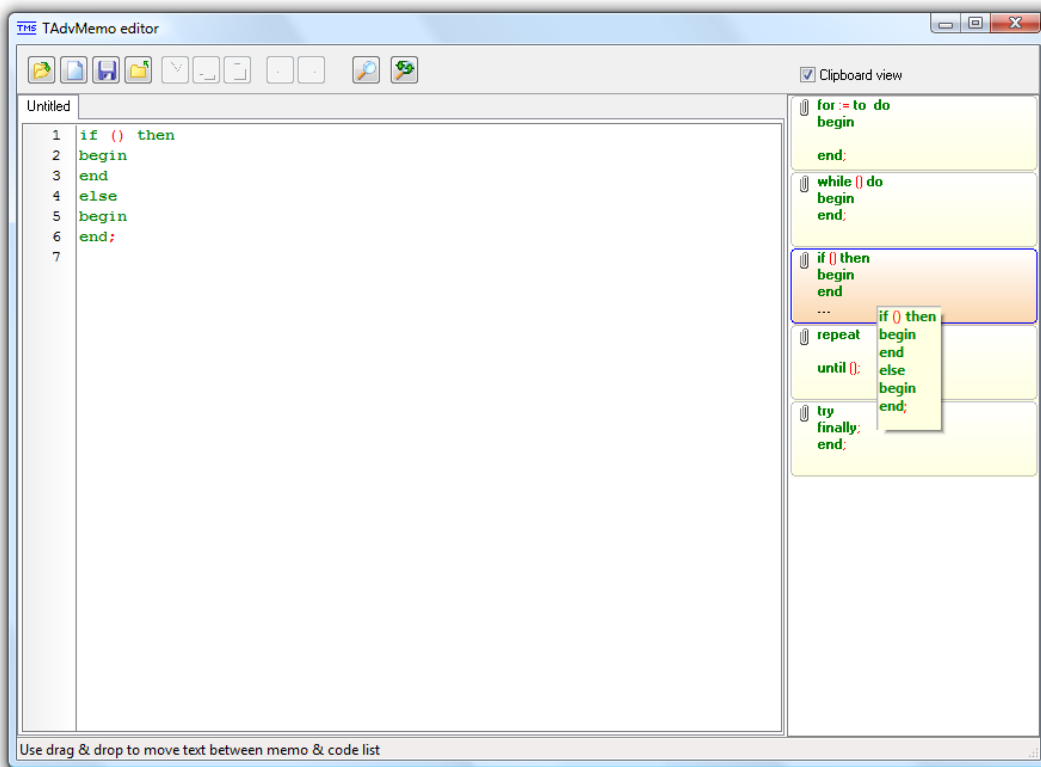 TMS TAdvMemo editor
Clipboard view
Untitled
1 if () then
2 begin
3 end
4 else
5 begin
6 end;
7
for := to do
begin
end;
while () do
begin
end;
if () then
begin
end
...
if () then
begin
end
else
begin
end;
repeat
until ();
try
finally;
end;
Use drag & drop to move text between memo & code list